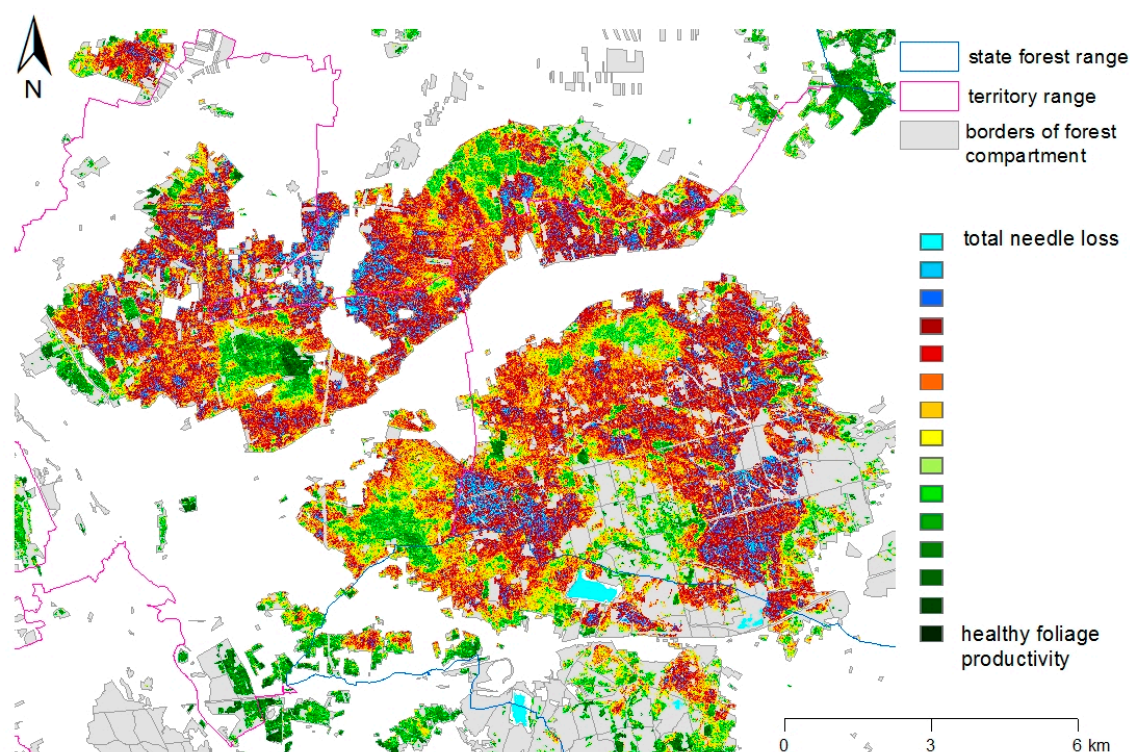 N
state forest range
territory range
borders of forest
compartment
total needle loss
healthy foliage
productivity
0 3 6 km